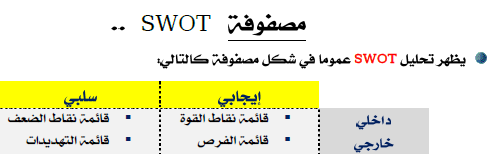 مصفوفة SWOT ..
يظهر تحليل SWOT عموما في شكل مصفوفة كالتالي:
إيجابي سلبي
داخلي قائمة نقاط القوة قائمة نقاط الضعف
خارجي قائمة الفرص قائمة التهديدات